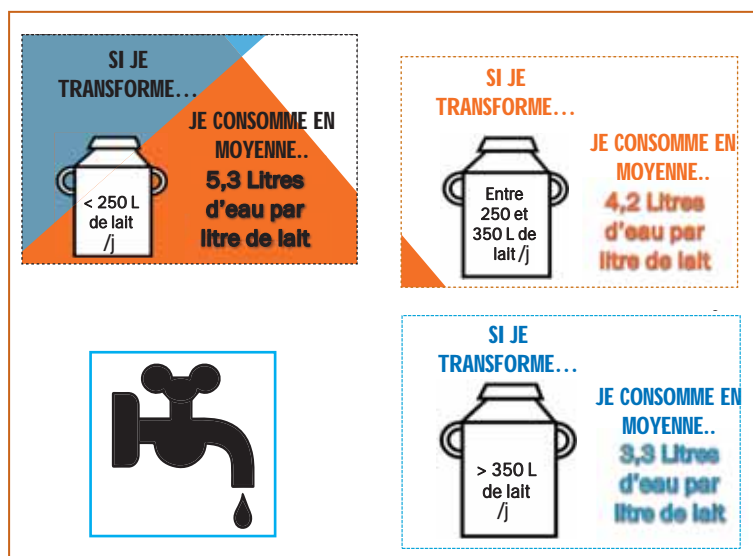 SI JE
TRANSFORME…
< 250 L
de lait
/j
JE CONSOMME EN
MOYENNE..
5,3 Litres
d'eau par
litre de lait
SI JE
TRANSFORME…
Entre
250 et
350 L de
lait /j
JE CONSOMME EN
MOYENNE..
4,2 Litres
d'eau par
litre de lait
SI JE
TRANSFORME…
> 350 L
de lait
/j
JE CONSOMME EN
MOYENNE..
3,3 Litres
d'eau par
litre de lait